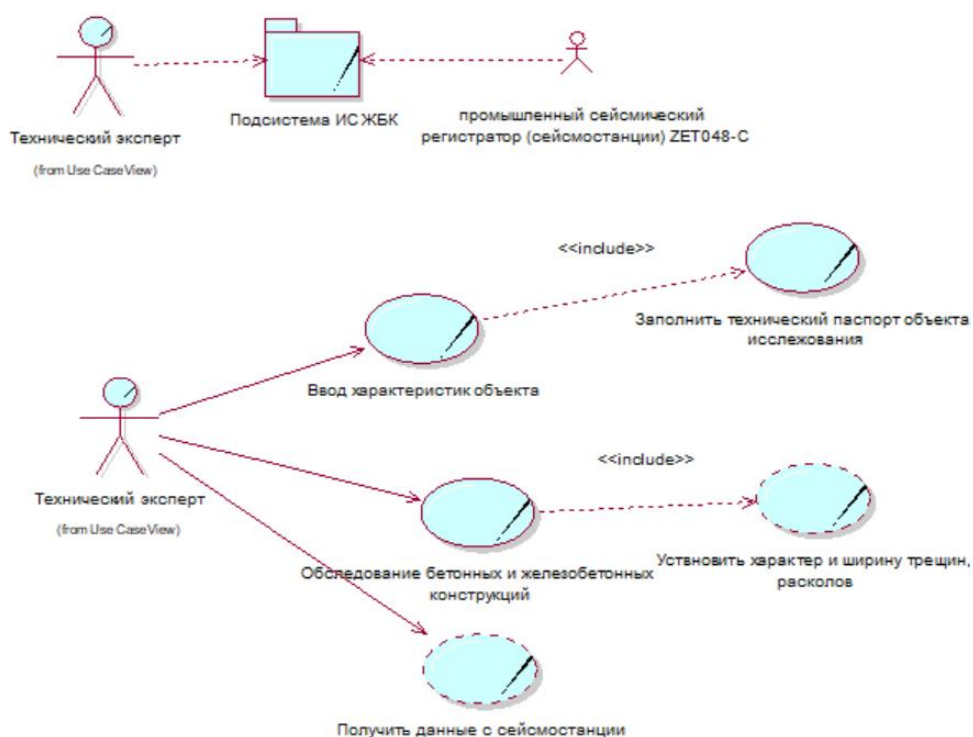 Технический эксперт
(from Use Case View)
Подсистема ИС ЖБК
промышленный сейсмический
регистратор (сейсмостанции) ZET048-C
<<include>>
Заполнить технический паспорт объекта
исслежования
Ввод характеристик объекта
Технический эксперт
(from Use Case View)
<<include>>
Обследование бетонных и железобетонных
конструкций
Уствновить характер и ширину трещин,
расколов
Получить данные с сейсмостанции